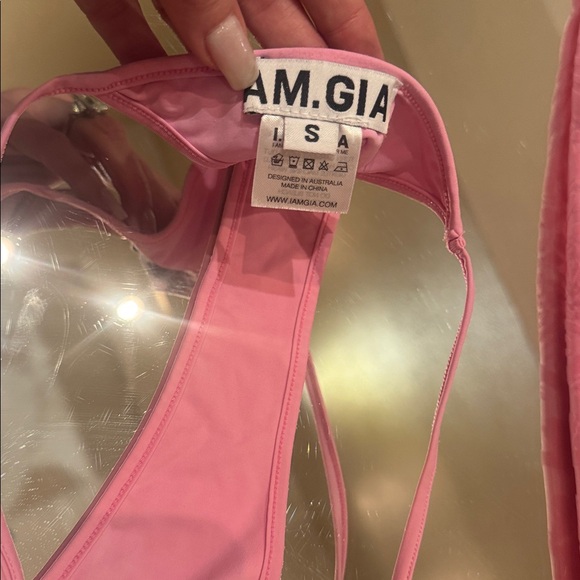 AM.GIA
I. S A
DESIGNED IN AUSTRALIA
MADE IN CHINA
WWW.IAMGIA.COM